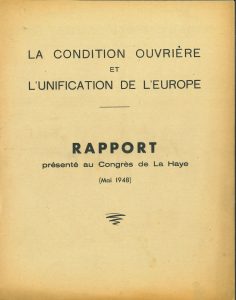 LA CONDITION OUVRIÈRE
ET
L'UNIFICATION DE L'EUROPE
RAPPORT
présenté au Congrès de La Haye
(Mai 1948)